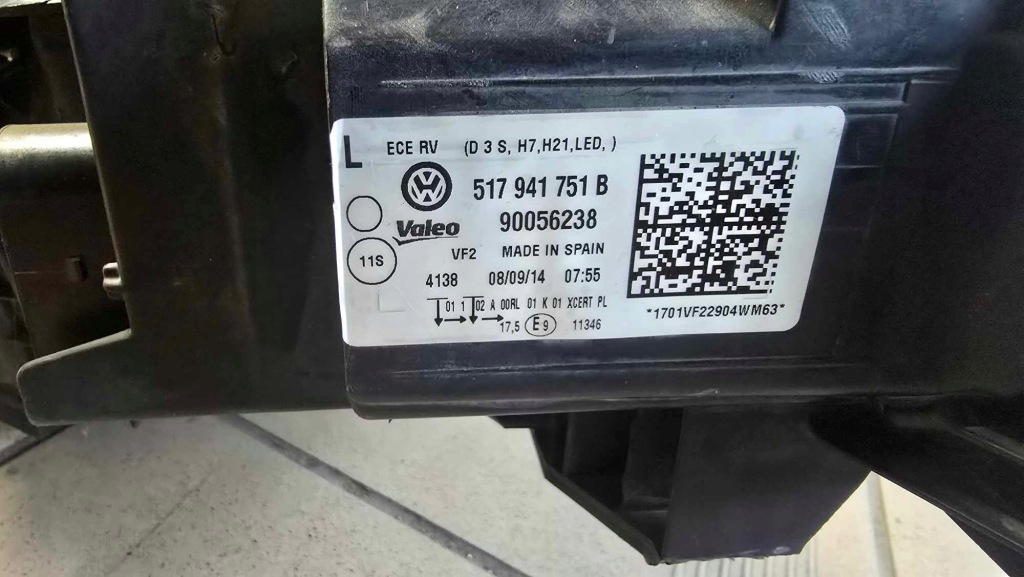 L ECE RV (D 3 S, H7,H21,LED, )
VW 517 941 751 B
Valeo 90056238
11S VF2 MADE IN SPAIN
4138 08/09/14 07:55
01 1 02 A 00RL 01 K 01 XCERT PL
17,5 E9 11346
*1701VF22904WM63*